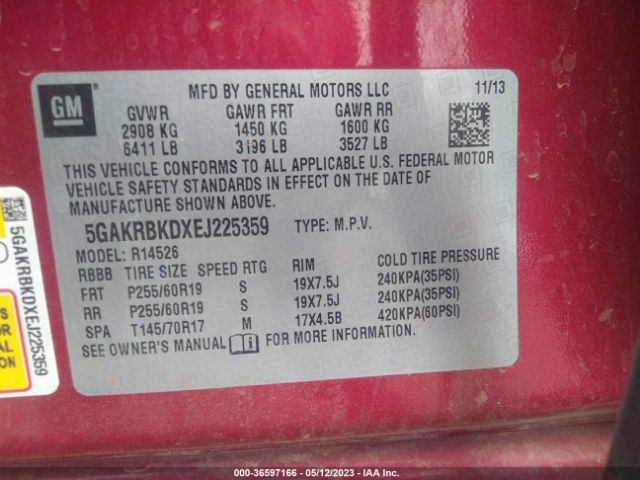 GM
MFD BY GENERAL MOTORS LLC 11/13
GVWR GAWR FRT GAWR RR
2908 KG 1450 KG 1600 KG
6411 LB 3196 LB 3527 LB
THIS VEHICLE CONFORMS TO ALL APPLICABLE U.S. FEDERAL MOTOR
VEHICLE SAFETY STANDARDS IN EFFECT ON THE DATE OF
MANUFACTURE SHOWN ABOVE.
5GAKRBKDXEJ225359 TYPE: M.P.V.
MODEL: R14526
RBBB TIRE SIZE SPEED RTG RIM COLD TIRE PRESSURE
FRT P255/60R19 S 19X7.5J 240KPA(35PSI)
RR P255/60R19 S 19X7.5J 240KPA(35PSI)
SPA T145/70R17 M 17X4.5B 420KPA(60PSI)
SEE OWNER'S MANUAL FOR MORE INFORMATION.
5GAKRBKDXEJ225359
000-36597166 - 05/12/2023 - IAA Inc.